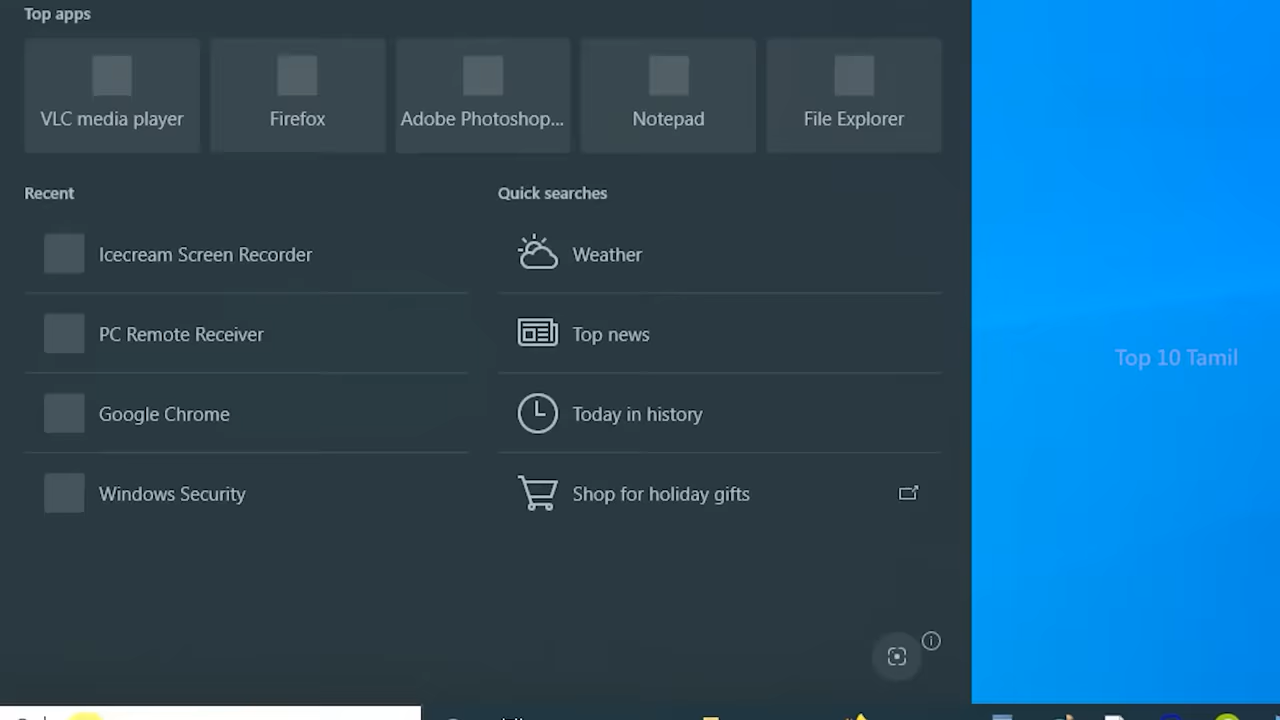 Top apps
VLC media player
Firefox
Adobe Photoshop...
Notepad
File Explorer
Recent
Quick searches
Icecream Screen Recorder
Weather
PC Remote Receiver
Top news
Google Chrome
Today in history
Windows Security
Shop for holiday gifts
Top 10 Tamil